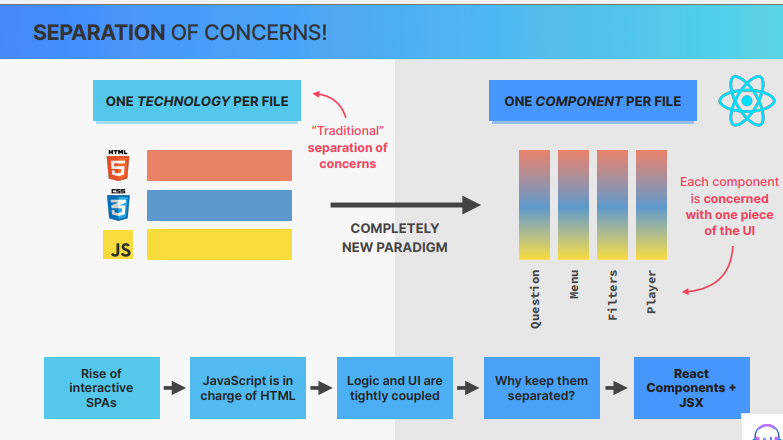 SEPARATION OF CONCERNS!
ONE TECHNOLOGY PER FILE
ONE COMPONENT PER FILE
“Traditional”
separation of
concerns
HTML
5
CSS
3
JS
COMPLETELY
NEW PARADIGM
Each component
is concerned
with one piece
of the UI
Question
Menu
Filters
Player
Rise of
interactive
SPAs
JavaScript is in
charge of HTML
Logic and UI are
tightly coupled
Why keep them
separated?
React
Components +
JSX